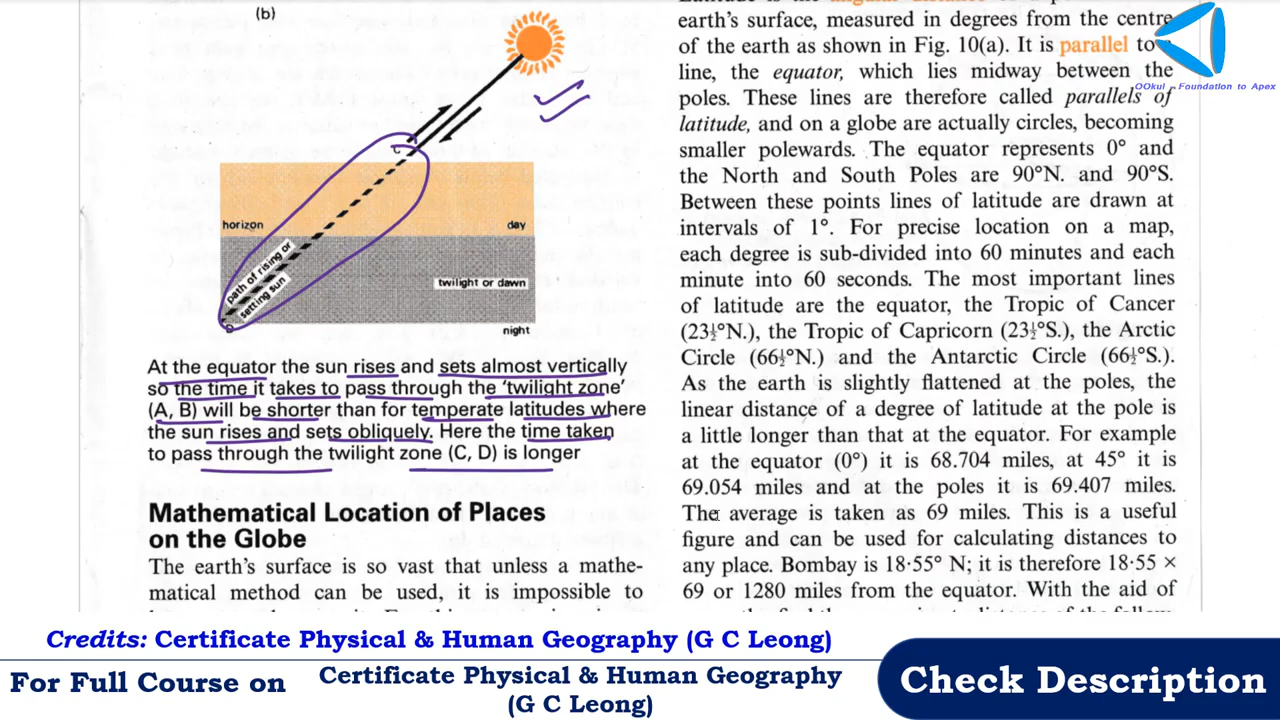 (b)
horizon
day
path of rising or
setting sun
twilight or dawn
night
At the equator the sun rises and sets almost vertically
so the time it takes to pass through the 'twilight zone'
(A, B) will be shorter than for temperate latitudes where
the sun rises and sets obliquely. Here the time taken
to pass through the twilight zone (C, D) is longer
Mathematical Location of Places
on the Globe
The earth's surface is so vast that unless a mathe-
matical method can be used, it is impossible to
earth's surface, measured in degrees from the centre
of the earth as shown in Fig. 10(a). It is parallel to
line, the equator, which lies midway between the
poles. These lines are therefore called parallels of
latitude, and on a globe are actually circles, becoming
smaller polewards. The equator represents 0° and
the North and South Poles are 90°N. and 90°S.
Between these points lines of latitude are drawn at
intervals of 1°. For precise location on a map,
each degree is sub-divided into 60 minutes and each
minute into 60 seconds. The most important lines
of latitude are the equator, the Tropic of Cancer
(23½°N.), the Tropic of Capricorn (23½°S.), the Arctic
Circle (66½°N.) and the Antarctic Circle (66½°S.).
As the earth is slightly flattened at the poles, the
linear distance of a degree of latitude at the pole is
a little longer than that at the equator. For example
at the equator (0°) it is 68.704 miles, at 45° it is
69.054 miles and at the poles it is 69.407 miles.
The average is taken as 69 miles. This is a useful
figure and can be used for calculating distances to
any place. Bombay is 18·55° N; it is therefore 18·55 ×
69 or 1280 miles from the equator. With the aid of
OOkul - Foundation to Apex
Credits: Certificate Physical & Human Geography (G C Leong)
For Full Course on
Certificate Physical & Human Geography
(G C Leong)
Check Description